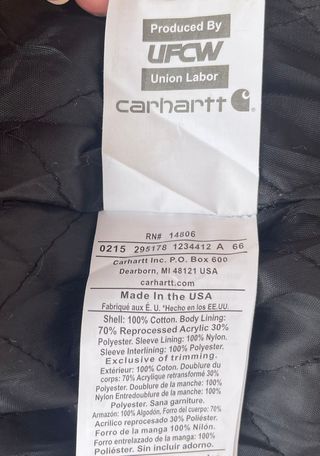 Produced By
UFCW
Union Labor
carhartt
RN# 14806
0215 295178 1234412 A 66
Carhartt Inc. P.O. Box 600
Dearborn, MI 48121 USA
carhartt.com
Made In the USA
Fabriqué aux É. U. *Hecho en los EE.UU.
Shell: 100% Cotton. Body Lining:
70% Reprocessed Acrylic 30%
Polyester. Sleeve Lining: 100% Nylon.
Sleeve Interlining: 100% Polyester.
Exclusive of trimming.
Extérieur: 100% Coton. Doublure du
corps: 70% Acrylique retransformé 30%
Polyester. Doublure de la manche: 100%
Nylon Entredoublure de la manche: 100%
Polyester. Sans garniture.
Armazón: 100% Algodón. Forro del cuerpo: 70%
Acrílico reprocesado 30% Poliéster.
Forro de la manga 100% Nilón.
Forro entrezado de la manga: 100%
Poliéster. Sin incluir adorno.